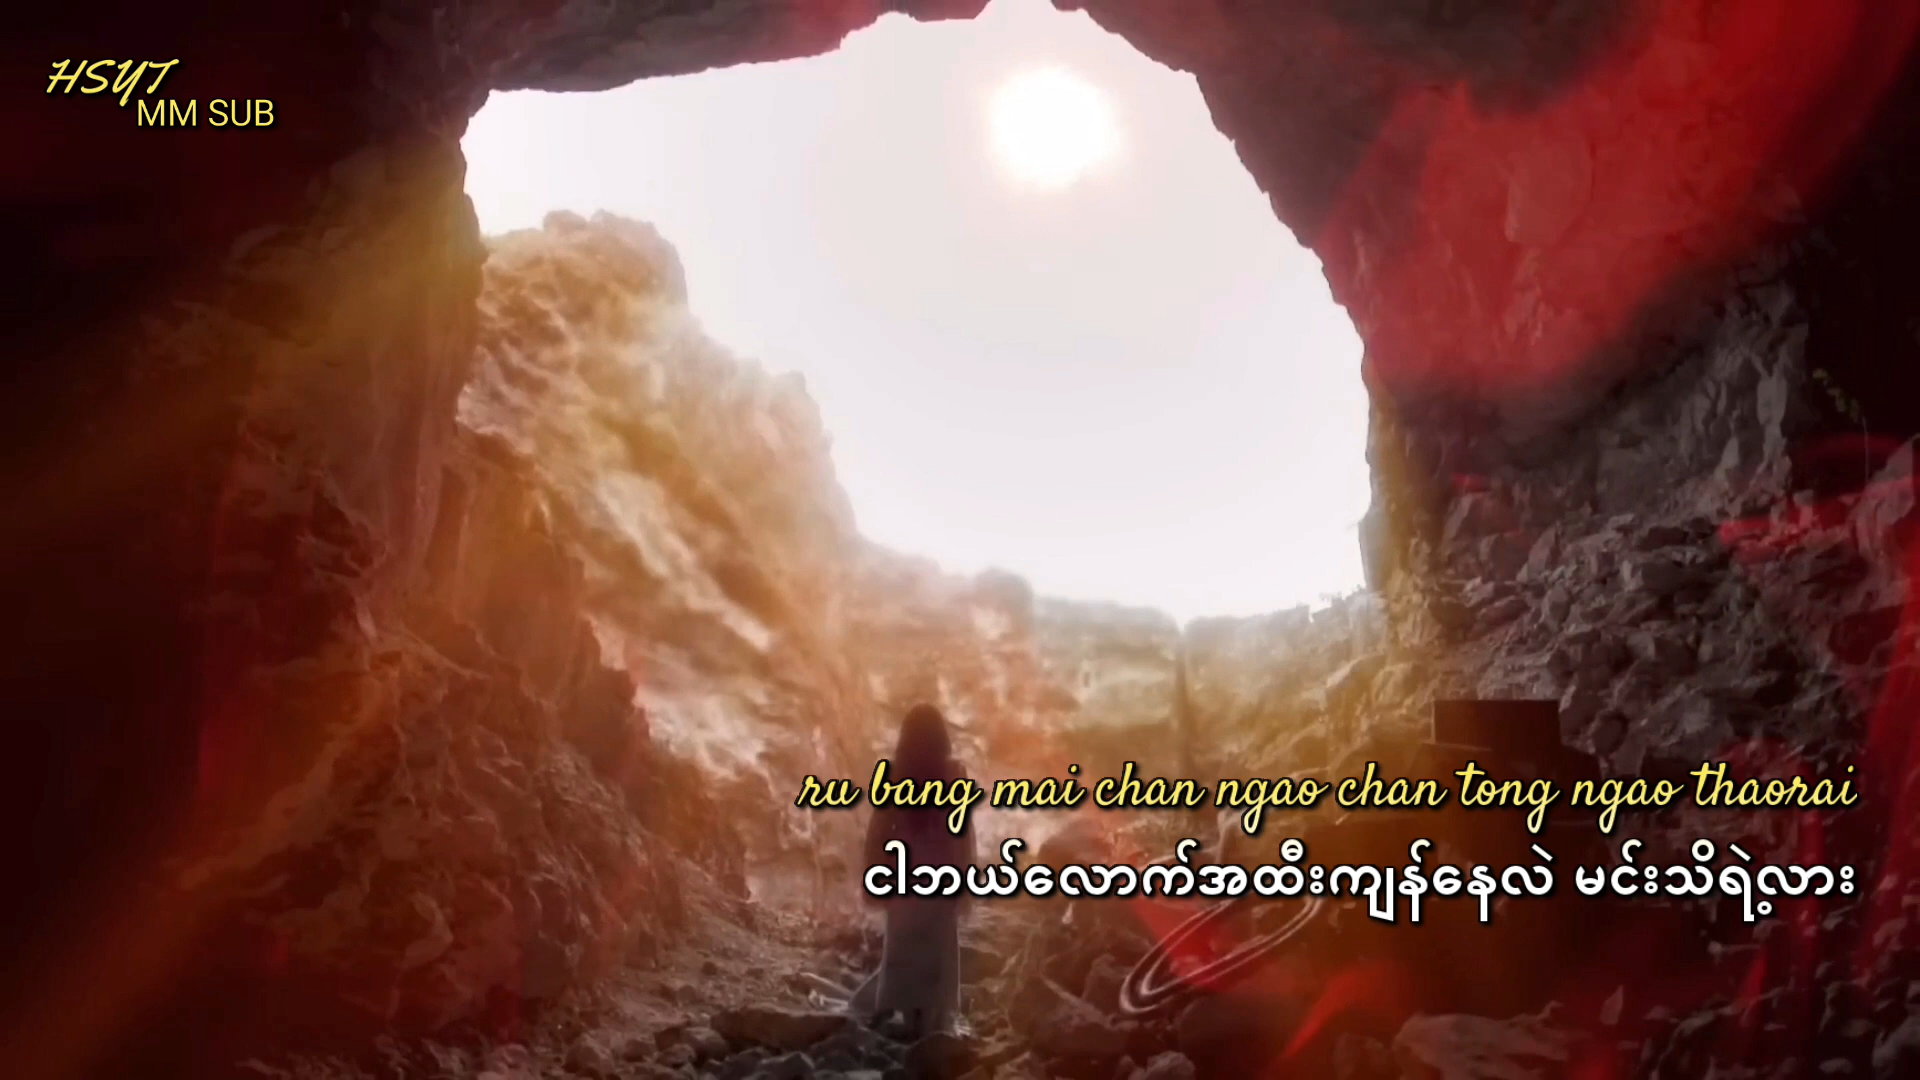 HSYT
MM SUB
ru bang mai chan ngao chan tong ngao thaorai
ငါဘယ်လောက်အထီးကျန်နေလဲ မင်းသိရဲ့လား